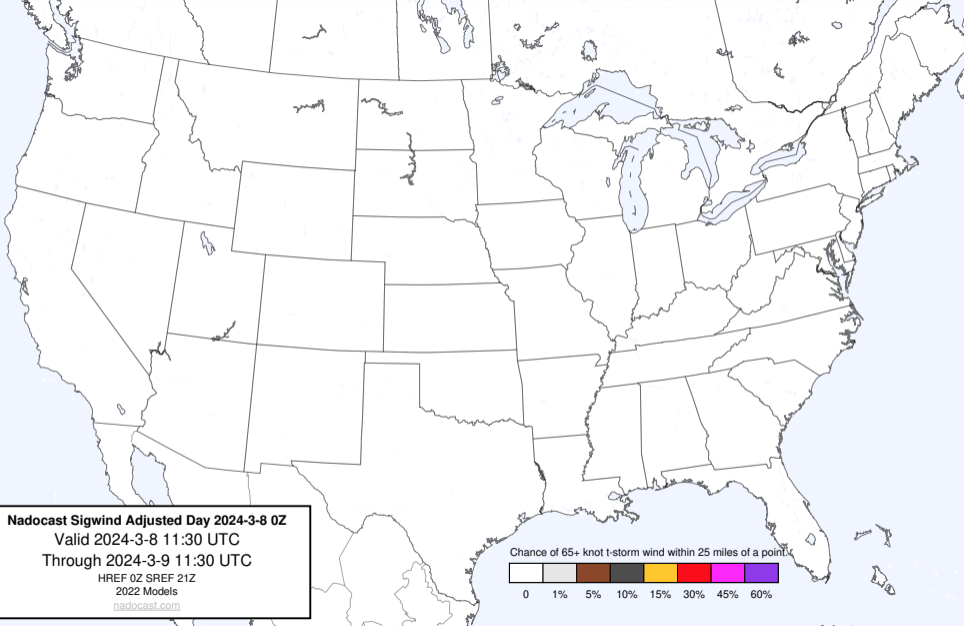 Nadocast Sigwind Adjusted Day 2024-3-8 0Z
Valid 2024-3-8 11:30 UTC
Through 2024-3-9 11:30 UTC
HREF 0Z SREF 21Z
2022 Models
nadocast.com
Chance of 65+ knot t-storm wind within 25 miles of a point.
0 1% 5% 10% 15% 30% 45% 60%